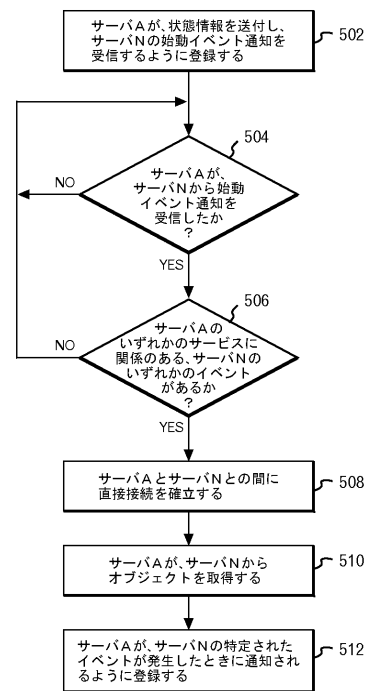 サーバAが、状態情報を送付し、
サーバNの始動イベント通知を
受信するように登録する
502
504
サーバAが、
サーバNから始動
イベント通知を
受信したか
?
NO
YES
506
サーバAの
いずれかのサービスに
関係のある、サーバNの
いずれかのイベント
があるか
?
NO
YES
サーバAとサーバNとの間に
直接接続を確立する
508
サーバAが、サーバNから
オブジェクトを取得する
510
サーバAが、サーバNの特定された
イベントが発生したときに通知され
るように登録する
512